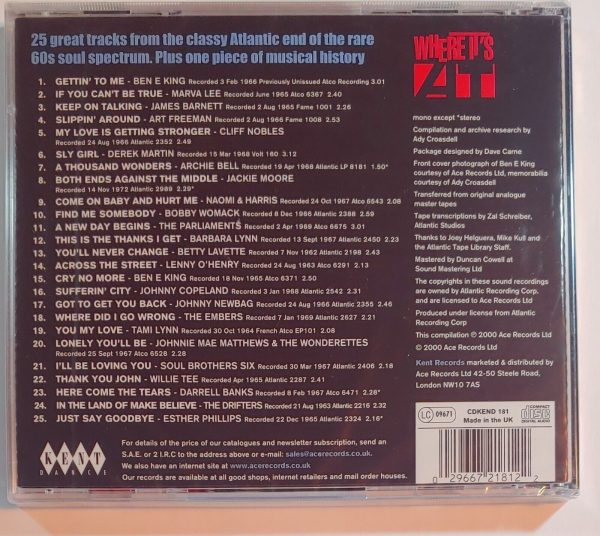 25 great tracks from the classy Atlantic end of the rare
60s soul spectrum. Plus one piece of musical history
1. GETTIN' TO ME - BEN E KING Recorded 3 Feb 1966 Previously Unissued Atco Recording 3.01
2. IF YOU CAN'T BE TRUE - MARVA LEE Recorded June 1965 Atco 6367 2.40
3. KEEP ON TALKING - JAMES BARNETT Recorded 2 Aug 1965 Fame 1001 2.26
4. SLIPPIN' AROUND - ART FREEMAN Recorded 2 Aug 1966 Fame 1008 2.53
5. MY LOVE IS GETTING STRONGER - CLIFF NOBLES
Recorded 24 Aug 1966 Atlantic 2352 2.49
6. SLY GIRL - DEREK MARTIN Recorded 15 Mar 1968 Volt 160 3.12
7. A THOUSAND WONDERS - ARCHIE BELL Recorded 19 Apr 1968 Atlantic LP 8181 1.50*
8. BOTH ENDS AGAINST THE MIDDLE - JACKIE MOORE
Recorded 14 Nov 1972 Atlantic 2989 2.29*
9. COME ON BABY AND HURT ME - NAOMI & HARRIS Recorded 24 Oct 1967 Atco 6543 2.08
10. FIND ME SOMEBODY - BOBBY WOMACK Recorded 8 Dec 1966 Atlantic 2388 2.59
11. A NEW DAY BEGINS - THE PARLIAMENTS Recorded 2 Apr 1969 Atco 6675 3.01
12. THIS IS THE THANKS I GET - BARBARA LYNN Recorded 13 Sept 1967 Atlantic 2450 2.23
13. YOU'LL NEVER CHANGE - BETTY LAVETTE Recorded 7 Nov 1962 Atlantic 2198 2.43
14. ACROSS THE STREET - LENNY O'HENRY Recorded 24 Aug 1963 Atco 6291 2.13
15. CRY NO MORE - BEN E KING Recorded Nov 1965 Atco 6371 2.50
16. SUFFERIN' CITY - JOHNNY COPELAND Recorded 3 Jan 1968 Atlantic 2542 2.31
17. GOT TO GET YOU BACK - JOHNNY NEWBAG Recorded 24 Aug 1966 Atlantic 2355 2.46
18. WHERE DID I GO WRONG - THE EMBERS Recorded 7 Jan 1969 Atlantic 2627 2.37
19. YOU MY LOVE - TAMI LYNN Recorded 30 Oct 1964 French Atco EP101 2.08
20. LONELY YOU'LL BE - JOHNNIE MAE MATTHEWS & THE WONDERETTES
Recorded 25 Sept 1967 Atco 6528 2.28
21. I'LL BE LOVING YOU - SOUL BROTHERS SIX Recorded 30 Mar 1967 Atlantic 2406 2.18
22. THANK YOU JOHN - WILLIE TEE Recorded Apr 1965 Atlantic 2287 2.41
23. HERE COME THE TEARS - DARRELL BANKS Recorded 8 Feb 1967 Atco 6471 2.28*
24. IN THE LAND OF MAKE BELIEVE - THE DRIFTERS Recorded 21 Aug 1963 Atlantic 2216 2.32
25. JUST SAY GOODBYE - ESTHER PHILLIPS Recorded 22 Dec 1965 Atlantic 2324 2.16*
WHERE IT'S
AT
mono except *stereo
Compilation and archive research by
Ady Croasdell
Package designed by Dave Carne
Front cover photograph of Ben E King
courtesy of Ace Records Ltd, memorabilia
courtesy of Ady Croasdell
Transferred from original analogue
master tapes
Tape transcriptions by Zal Schreiber,
Atlantic Studios
Thanks to Joey Helguera, Mike Kull and
the Atlantic Tape Library Staff.
Mastered by Duncan Cowell at
Sound Mastering Ltd
The copyrights in these sound recordings
are owned by Atlantic Recording Corp.
and are licensed to Ace Records Ltd
Produced under license from Atlantic
Recording Corp
This compilation ℗ 2000 Ace Records Ltd
© 2000 Ace Records Ltd
Kent Records marketed & distributed by
Ace Records Ltd 42-50 Steele Road,
London NW10 7AS
LC 09671
CDKEND 181
Made in the UK
COMPACT
disc
DIGITAL AUDIO
0 29667 21812 2
KENT
DANCE
For details of the price of our catalogues and newsletter subscription, send an
S.A.E. or 2 I.R.C to the address above or e-mail: sales@acerecords.co.uk
We also have an internet site at www.acerecords.co.uk
Our records are available at all good shops, internet retailers and mail order houses.